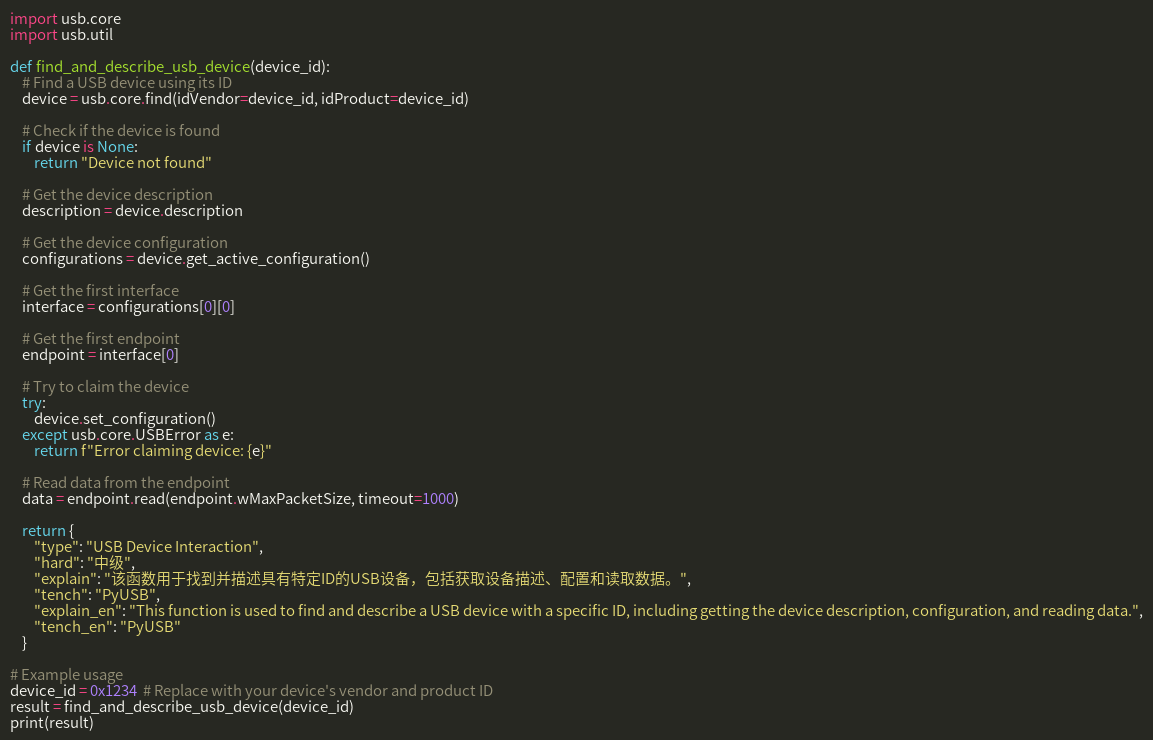 import usb.core
import usb.util

def find_and_describe_usb_device(device_id):
    # Find a USB device using its ID
    device = usb.core.find(idVendor=device_id, idProduct=device_id)

    # Check if the device is found
    if device is None:
        return "Device not found"

    # Get the device description
    description = device.description

    # Get the device configuration
    configurations = device.get_active_configuration()

    # Get the first interface
    interface = configurations[0][0]

    # Get the first endpoint
    endpoint = interface[0]

    # Try to claim the device
    try:
        device.set_configuration()
    except usb.core.USBError as e:
        return f"Error claiming device: {e}"

    # Read data from the endpoint
    data = endpoint.read(endpoint.wMaxPacketSize, timeout=1000)

    return {
        "type": "USB Device Interaction",
        "hard": "中级",
        "explain": "该函数用于找到并描述具有特定ID的USB设备，包括获取设备描述、配置和读取数据。",
        "tench": "PyUSB",
        "explain_en": "This function is used to find and describe a USB device with a specific ID, including getting the device description, configuration, and reading data.",
        "tench_en": "PyUSB"
    }

# Example usage
device_id = 0x1234  # Replace with your device's vendor and product ID
result = find_and_describe_usb_device(device_id)
print(result)